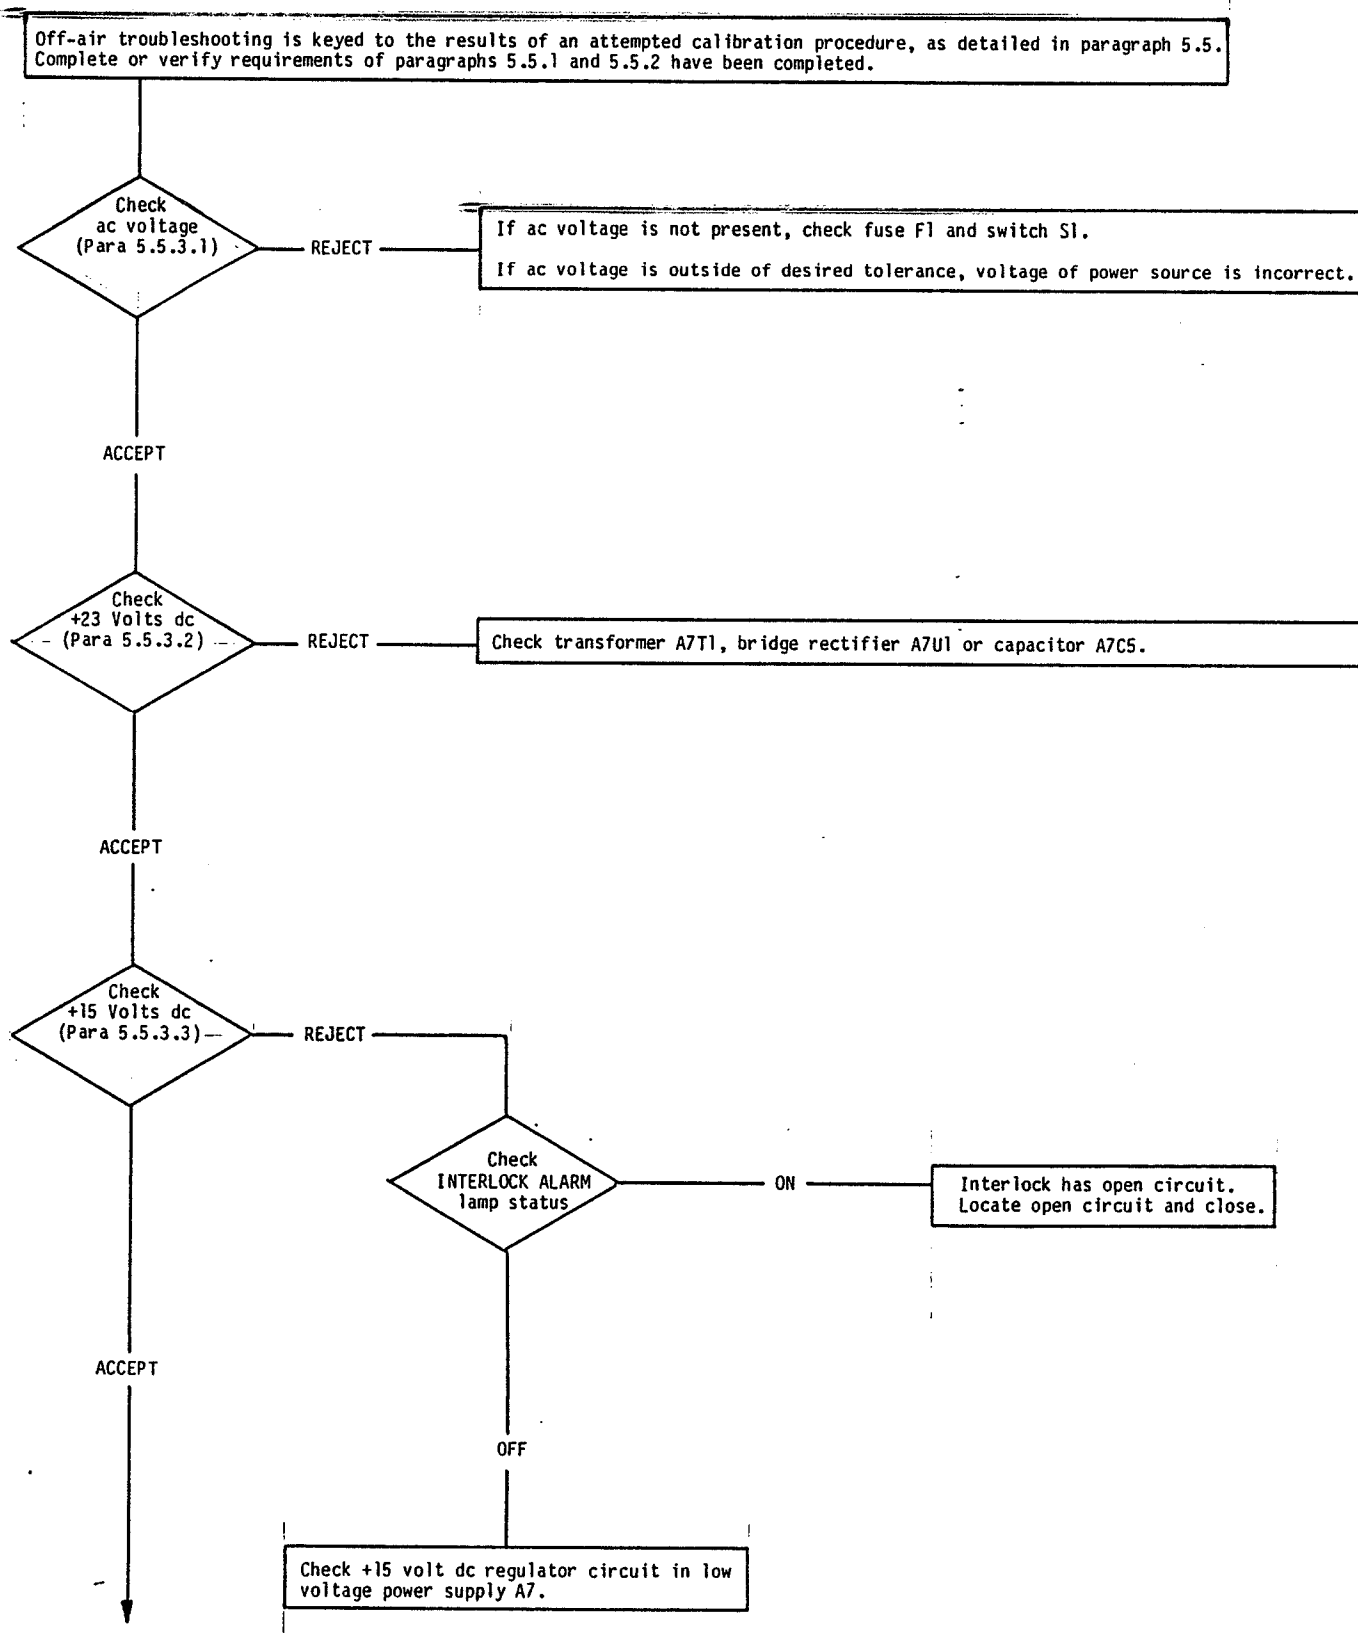 Off-air troubleshooting is keyed to the results of an attempted calibration procedure, as detailed in paragraph 5.5.
Complete or verify requirements of paragraphs 5.5.1 and 5.5.2 have been completed.
Check
ac voltage
(Para 5.5.3.1)
REJECT
If ac voltage is not present, check fuse F1 and switch S1.
If ac voltage is outside of desired tolerance, voltage of power source is incorrect.
ACCEPT
Check
+23 Volts dc
(Para 5.5.3.2)
REJECT
Check transformer A7T1, bridge rectifier A7U1 or capacitor A7C5.
ACCEPT
Check
+15 Volts dc
(Para 5.5.3.3)
REJECT
Check
INTERLOCK ALARM
lamp status
ON
Interlock has open circuit.
Locate open circuit and close.
ACCEPT
OFF
Check +15 volt dc regulator circuit in low
voltage power supply A7.